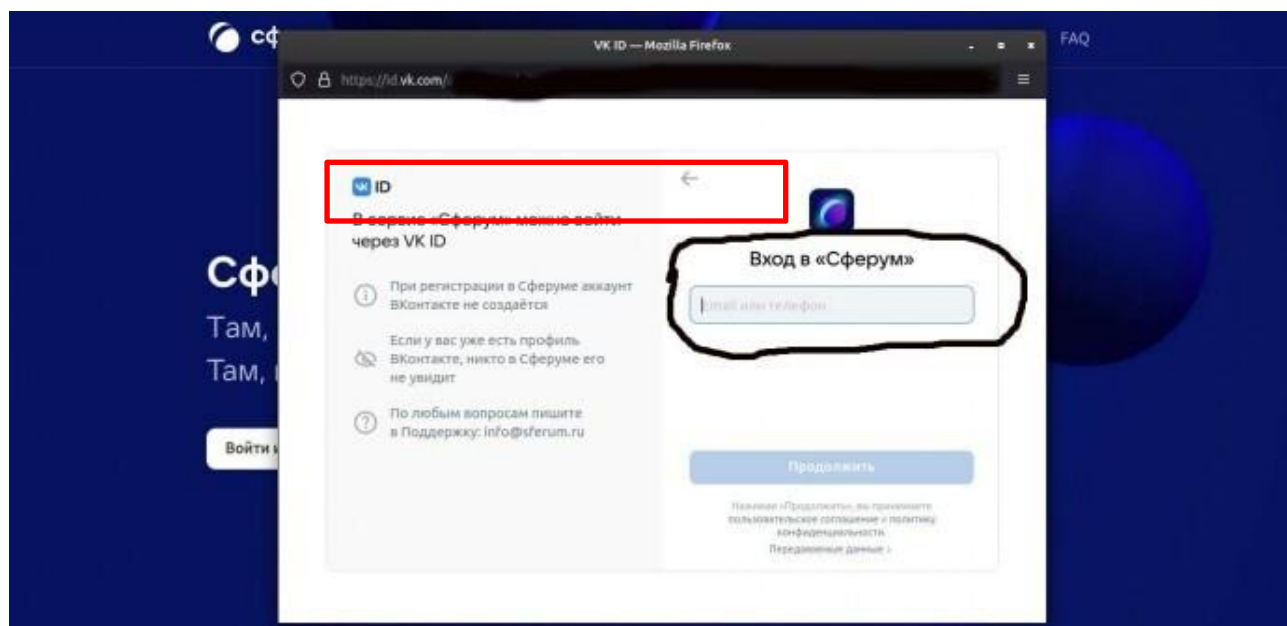 сф
FAQ
VK ID — Mozilla Firefox
https://id.vk.com/
VK ID
В сервис «Сферум» можно войти
через VK ID
При регистрации в Сферуме аккаунт
ВКонтакте не создаётся
Если у вас уже есть профиль
ВКонтакте, никто в Сферуме его
не увидит
По любым вопросам пишите
в Поддержку: info@sferum.ru
Вход в «Сферум»
Email или телефон
Продолжить
Нажимая «Продолжить», вы принимаете
пользовательское соглашение и политику
конфиденциальности
Передаваемые данные
Сф
Там,
Там,
Войти